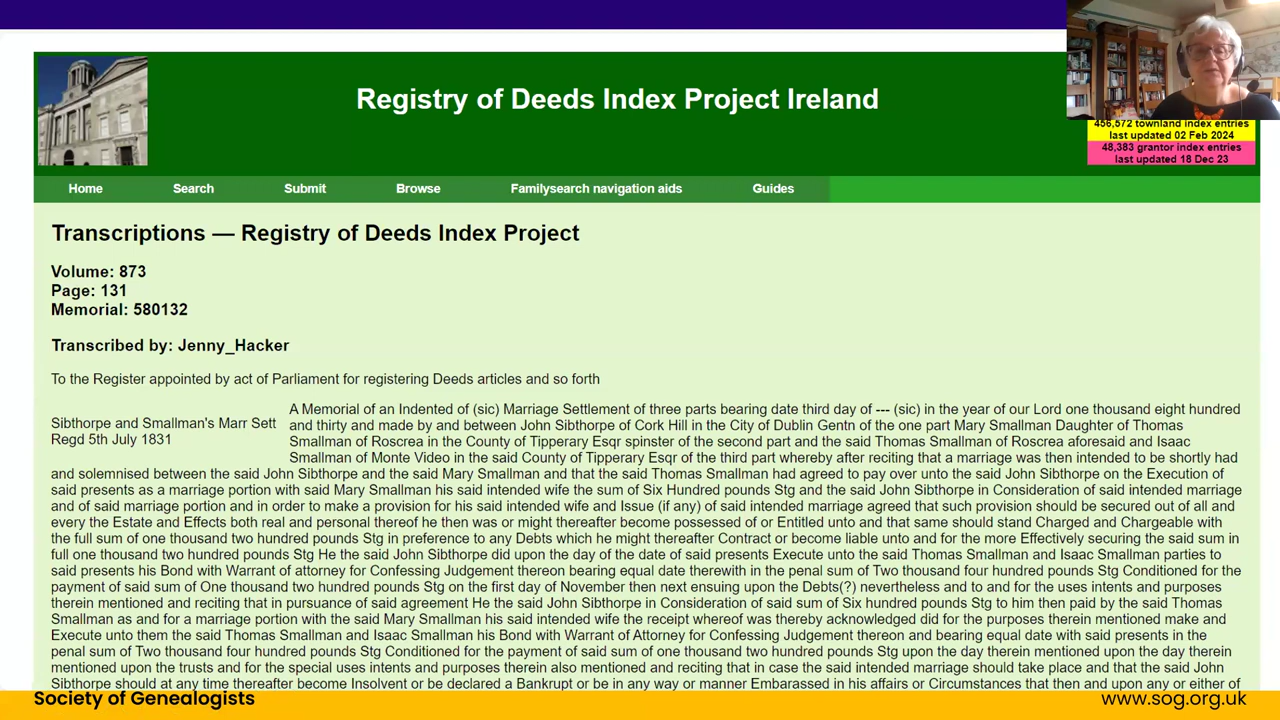 Registry of Deeds Index Project Ireland
456,572 townland index entries
last updated 02 Feb 2024
48,383 grantor index entries
last updated 18 Dec 23
Home Search Submit Browse Familysearch navigation aids Guides
Transcriptions — Registry of Deeds Index Project
Volume: 873
Page: 131
Memorial: 580132
Transcribed by: Jenny_Hacker
To the Register appointed by act of Parliament for registering Deeds articles and so forth
Sibthorpe and Smallman's Marr Sett
Regd 5th July 1831
A Memorial of an Indented of (sic) Marriage Settlement of three parts bearing date third day of --- (sic) in the year of our Lord one thousand eight hundred
and thirty and made by and between John Sibthorpe of Cork Hill in the City of Dublin Gentn of the one part Mary Smallman Daughter of Thomas
Smallman of Roscrea in the County of Tipperary Esqr spinster of the second part and the said Thomas Smallman of Roscrea aforesaid and Isaac
Smallman of Monte Video in the said County of Tipperary Esqr of the third part whereby after reciting that a marriage was then intended to be shortly had
and solemnised between the said John Sibthorpe and the said Mary Smallman and that the said Thomas Smallman had agreed to pay over unto the said John Sibthorpe on the Execution of
said presents as a marriage portion with said Mary Smallman his said intended wife the sum of Six Hundred pounds Stg and the said John Sibthorpe in Consideration of said intended marriage
and of said marriage portion and in order to make a provision for his said intended wife and Issue (if any) of said intended marriage agreed that such provision should be secured out of all and
every the Estate and Effects both real and personal thereof he then was or might thereafter become possessed of or Entitled unto and that same should stand Charged and Chargeable with
the full sum of one thousand two hundred pounds Stg in preference to any Debts which he might thereafter Contract or become liable unto and for the more Effectively securing the said sum in
full one thousand two hundred pounds Stg He the said John Sibthorpe did upon the day of the date of said presents Execute unto the said Thomas Smallman and Isaac Smallman parties to
said presents his Bond with Warrant of attorney for Confessing Judgement thereon bearing equal date therewith in the penal sum of Two thousand four hundred pounds Stg Conditioned for the
payment of said sum of One thousand two hundred pounds Stg on the first day of November then next ensuing upon the Debts(?) nevertheless and to and for the uses intents and purposes
therein mentioned and reciting that in pursuance of said agreement He the said John Sibthorpe in Consideration of said sum of Six hundred pounds Stg to him then paid by the said Thomas
Smallman as and for a marriage portion with the said Mary Smallman his said intended wife the receipt whereof was thereby acknowledged did for the purposes therein mentioned make and
Execute unto them the said Thomas Smallman and Isaac Smallman his Bond with Warrant of Attorney for Confessing Judgement thereon and bearing equal date with said presents in the
penal sum of Two thousand four hundred pounds Stg Conditioned for the payment of said sum of one thousand two hundred pounds Stg upon the day therein mentioned upon the day therein
mentioned upon the trusts and for the special uses intents and purposes therein also mentioned and reciting that in case the said intended marriage should take place and that the said John
Sibthorpe should at any time thereafter become Insolvent or be declared a Bankrupt or be in any way or manner Embarassed in his affairs or Circumstances that then and upon any or either of
Society of Genealogists
www.sog.org.uk